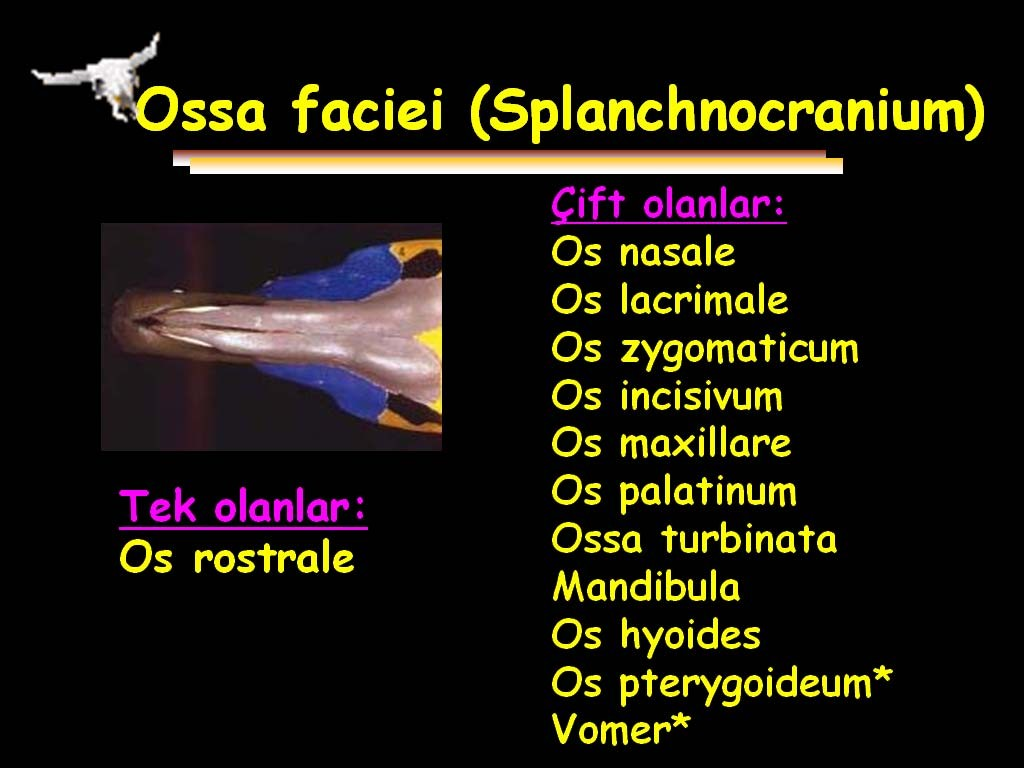 Ossa faciei (Splanchnocranium)
Tek olanlar:
Os rostrale
Çift olanlar:
Os nasale
Os lacrimale
Os zygomaticum
Os incisivum
Os maxillare
Os palatinum
Ossa turbinata
Mandibula
Os hyoides
Os pterygoideum*
Vomer*